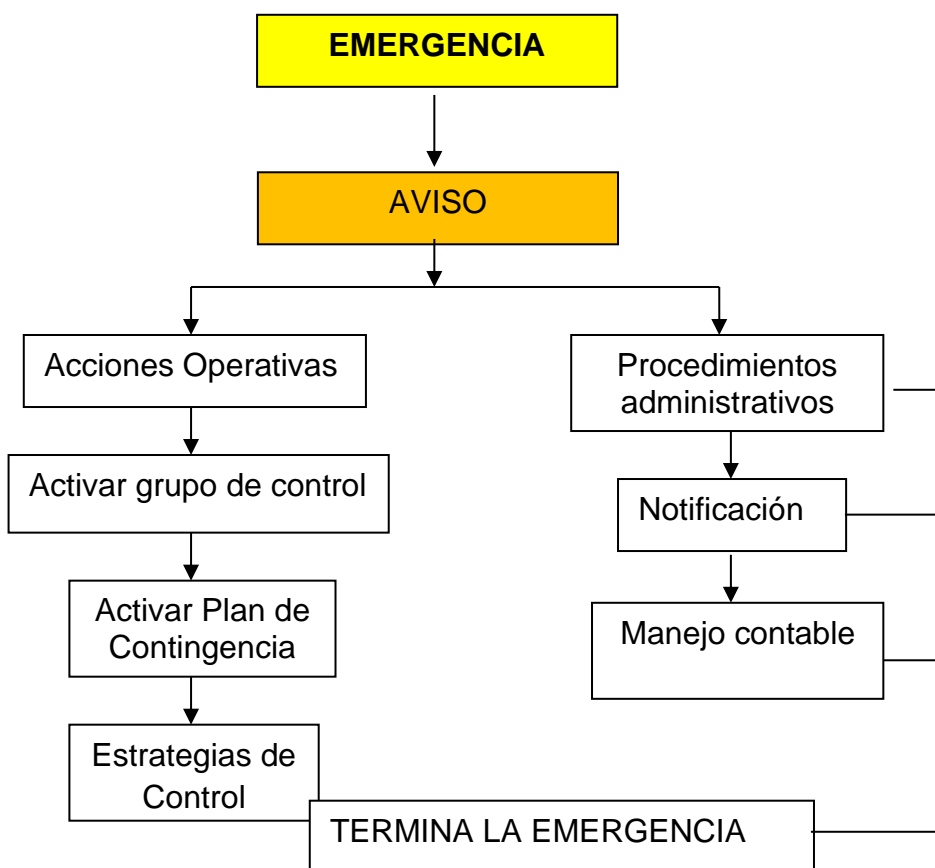 EMERGENCIA
AVISO
Acciones Operativas
Procedimientos
administrativos
Activar grupo de control
Notificación
Activar Plan de
Contingencia
Manejo contable
Estrategias de
Control
TERMINA LA EMERGENCIA